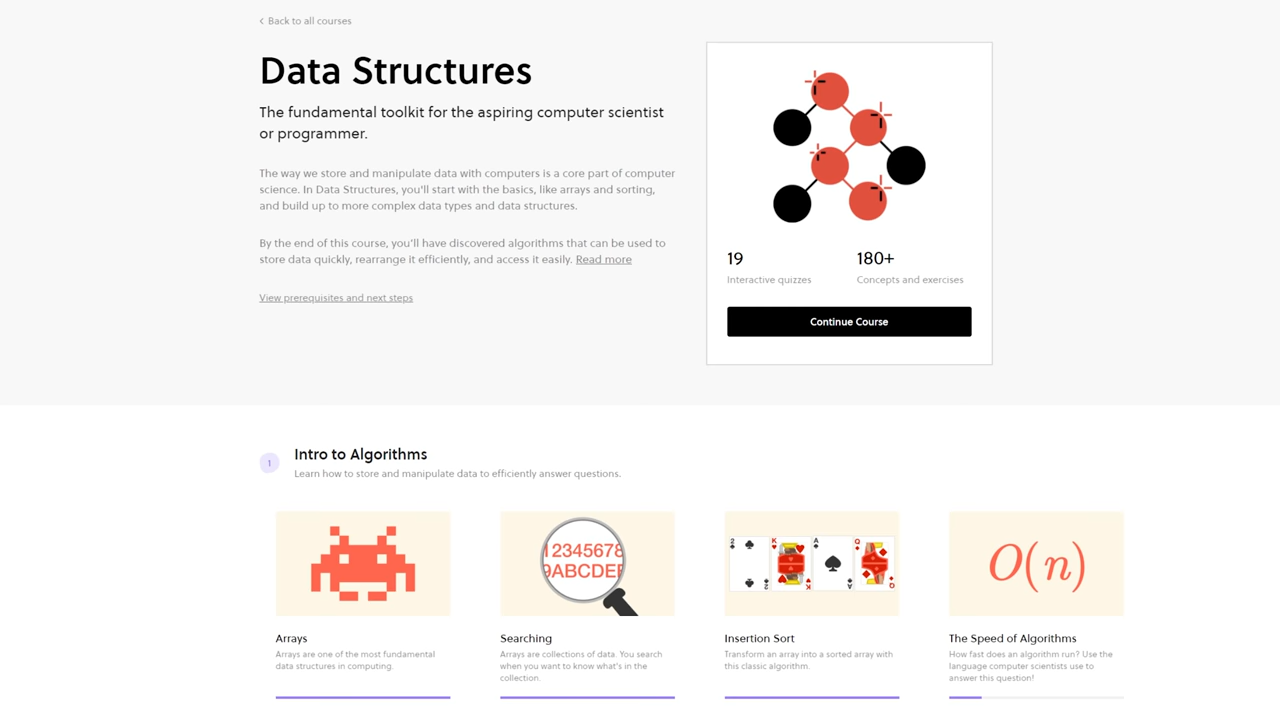 Back to all courses
Data Structures
The fundamental toolkit for the aspiring computer scientist
or programmer.
The way we store and manipulate data with computers is a core part of computer
science. In Data Structures, you'll start with the basics, like arrays and sorting,
and build up to more complex data types and data structures.
By the end of this course, you'll have discovered algorithms that can be used to
store data quickly, rearrange it efficiently, and access it easily. Read more
View prerequisites and next steps
19
Interactive quizzes
180+
Concepts and exercises
Continue Course
1
Intro to Algorithms
Learn how to store and manipulate data to efficiently answer questions.
12345678
9ABCDEF
2 K A Q
2 K A Q
O(n)
Arrays
Arrays are one of the most fundamental
data structures in computing.
Searching
Arrays are collections of data. You search
when you want to know what's in the
collection.
Insertion Sort
Transform an array into a sorted array with
this classic algorithm.
The Speed of Algorithms
How fast does an algorithm run? Use the
language computer scientists use to
answer this question!